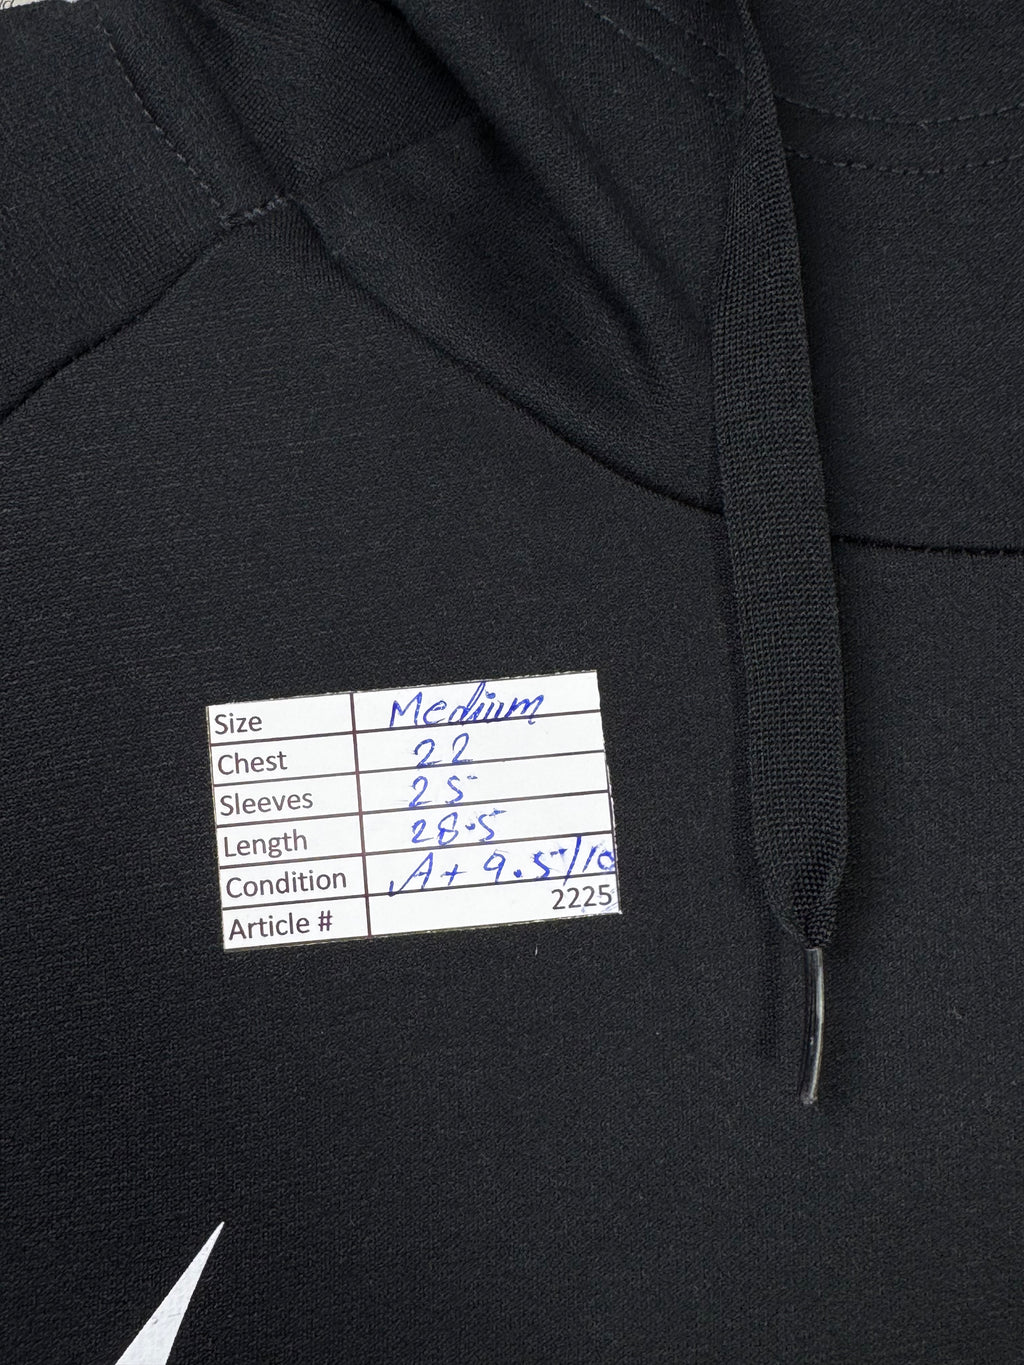 Size Medium
Chest 22
Sleeves 25
Length 28.5
Condition A+ 9.5/10
Article # 2225